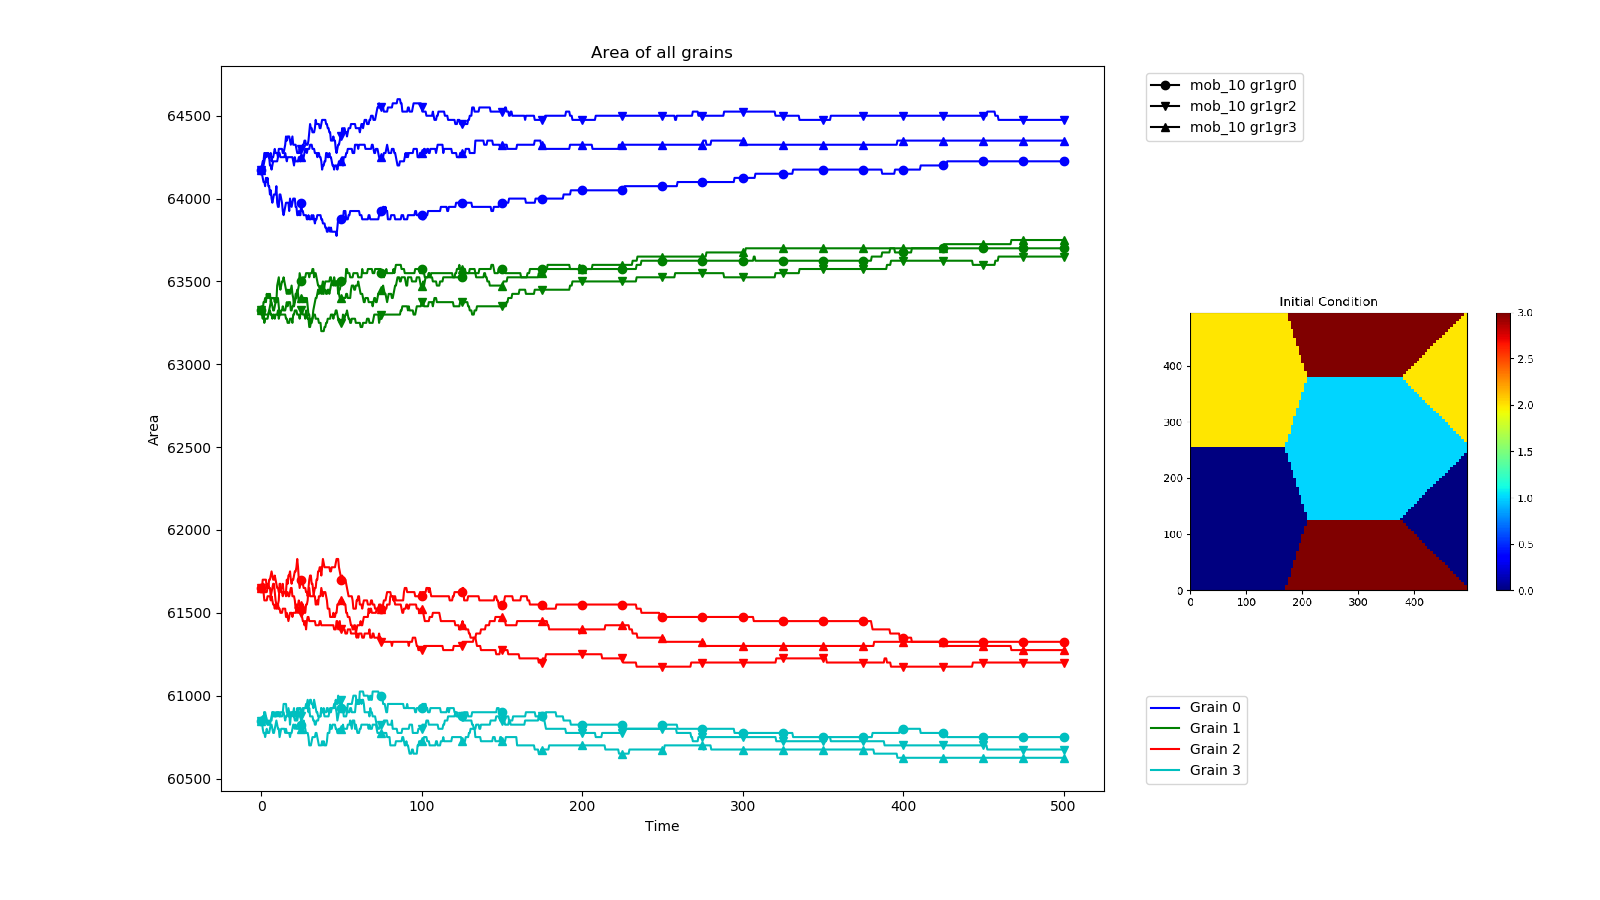 Area of all grains
64500
64000
63500
63000
62500
62000
61500
61000
60500
Area
0 100 200 300 400 500
Time
mob_10 gr1gr0
mob_10 gr1gr2
mob_10 gr1gr3
Initial Condition
400
300
200
100
0
0 100 200 300 400
3.0
2.5
2.0
1.5
1.0
0.5
0.0
Grain 0
Grain 1
Grain 2
Grain 3